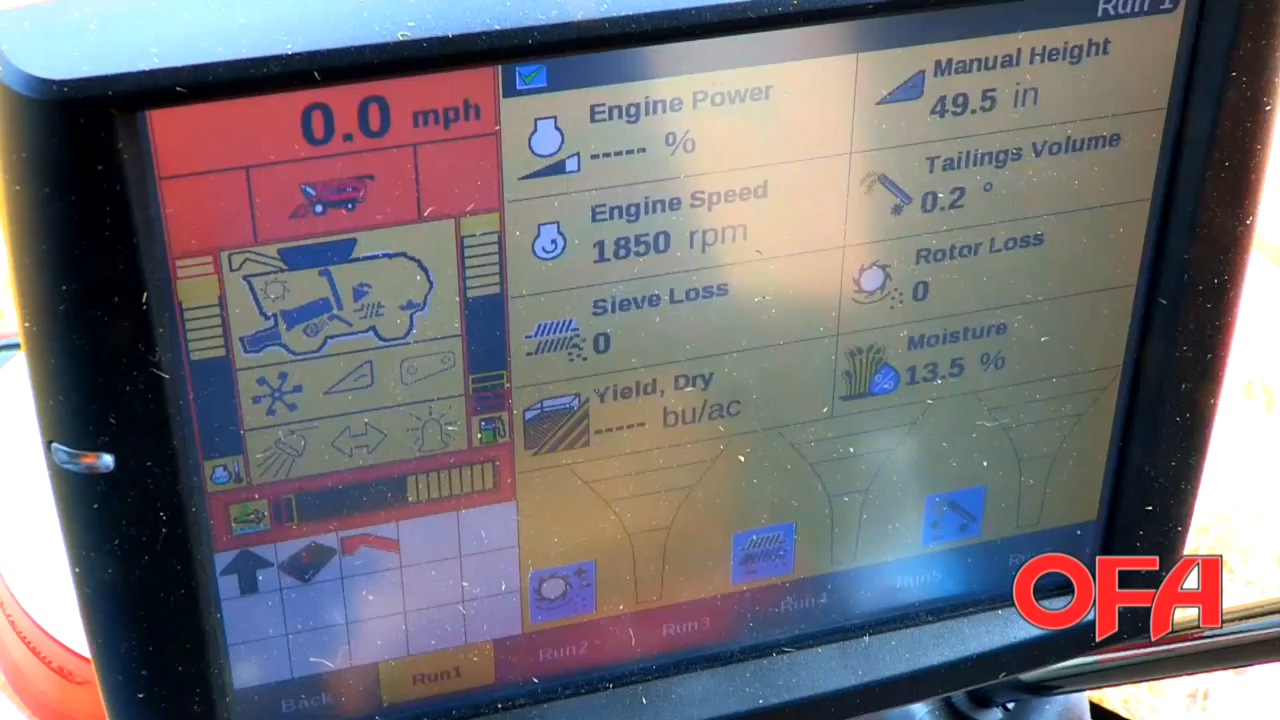 Run 1
0.0 mph
Engine Power
----- %
Manual Height
49.5 in
Engine Speed
1850 rpm
Tailings Volume
0.2 °
Sieve Loss
0
Rotor Loss
0
Yield, Dry
----- bu/ac
Moisture
13.5 %
Back
Run1
Run2
Run3
Run4
Run5
OFA